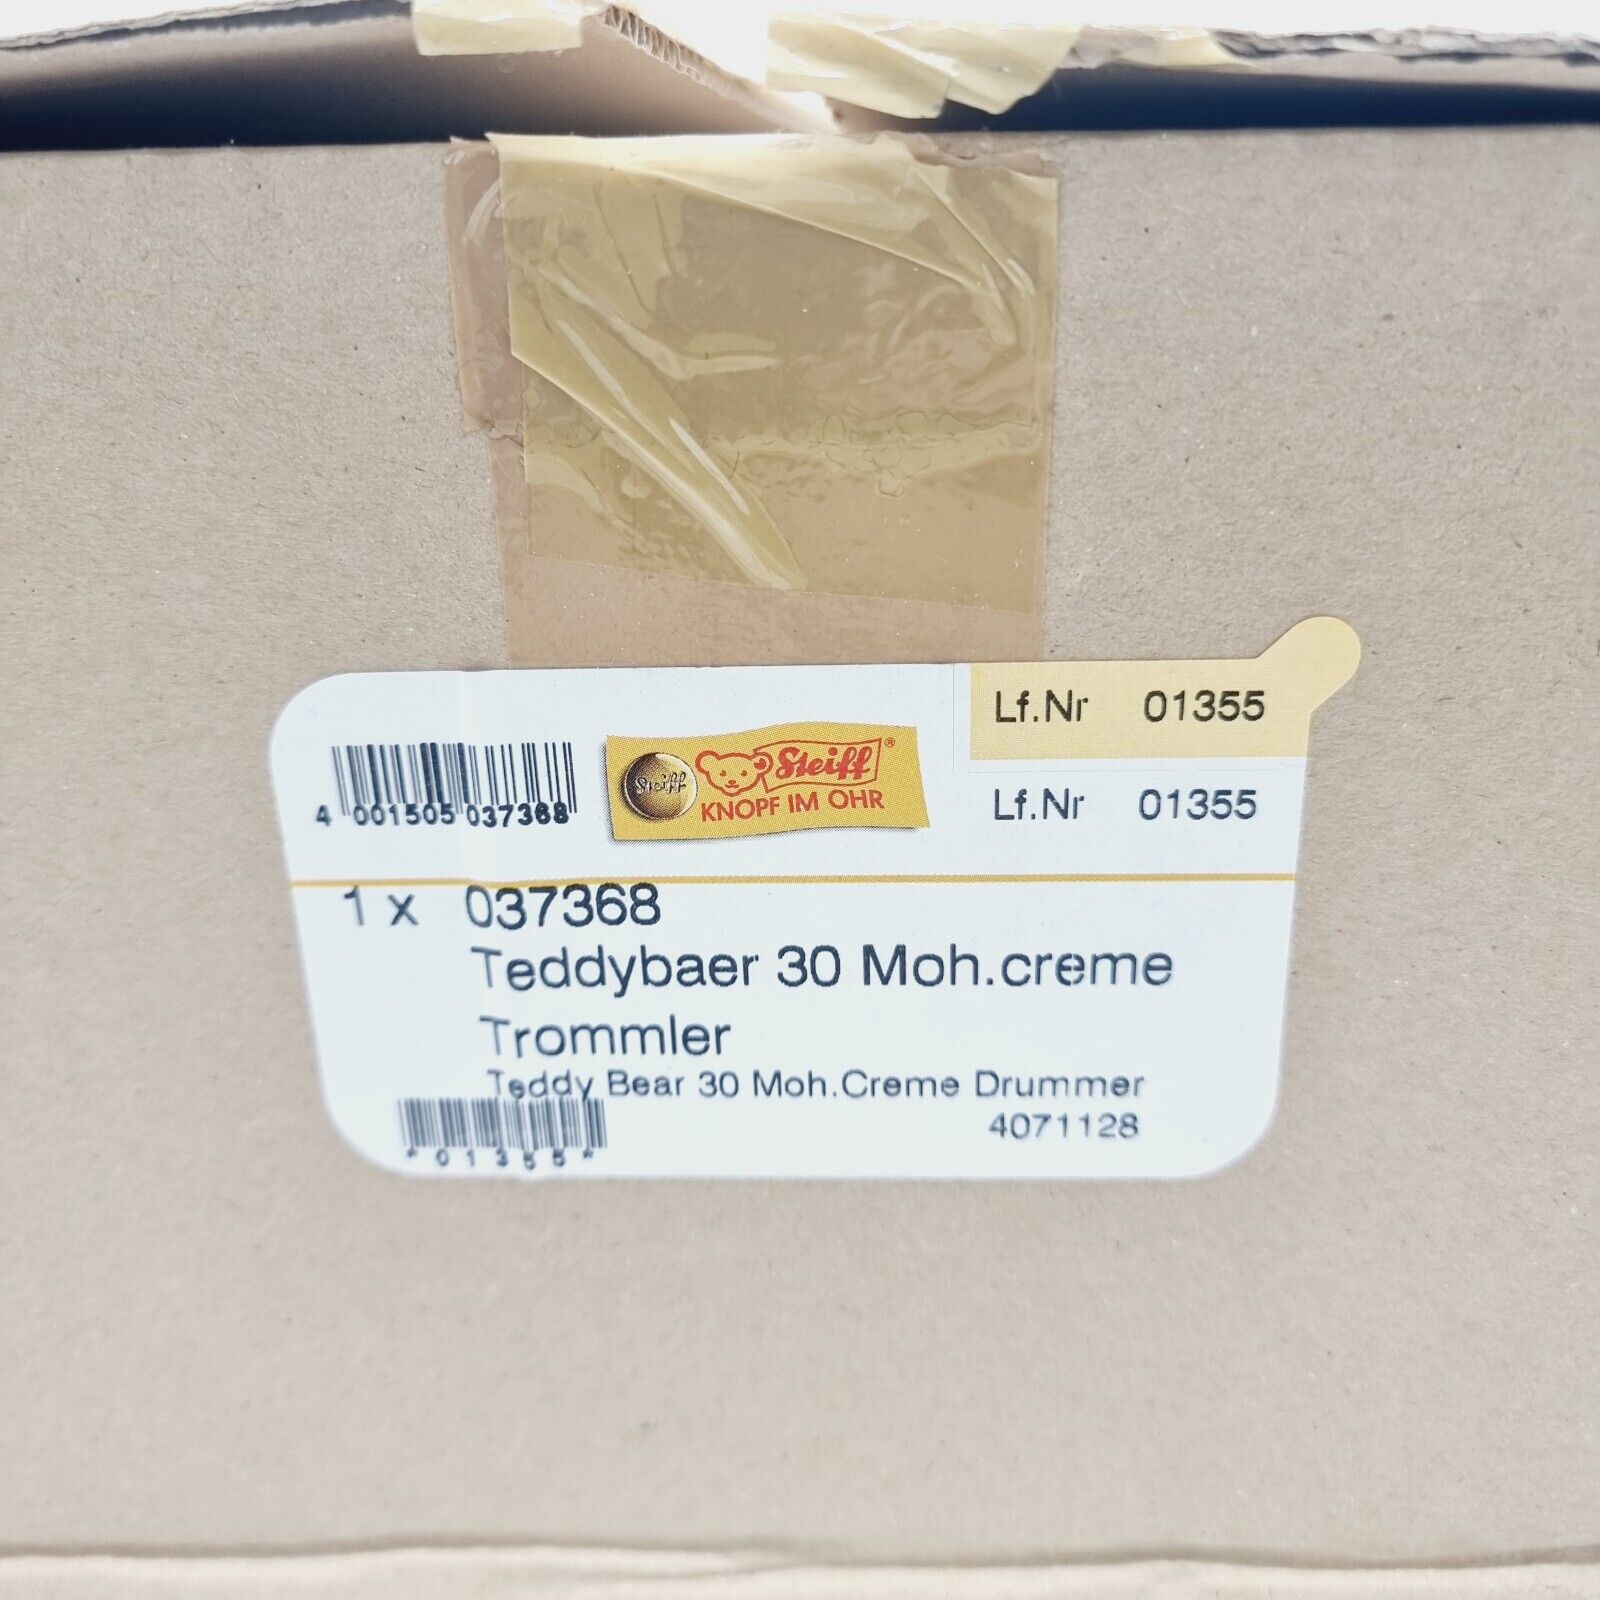 Lf.Nr 01355
Lf.Nr 01355
4 001505 037368
Steiff
Steiff®
KNOPF IM OHR
1 x 037368
Teddybaer 30 Moh.creme
Trommler
Teddy Bear 30 Moh.Creme Drummer
4071128
*01355*